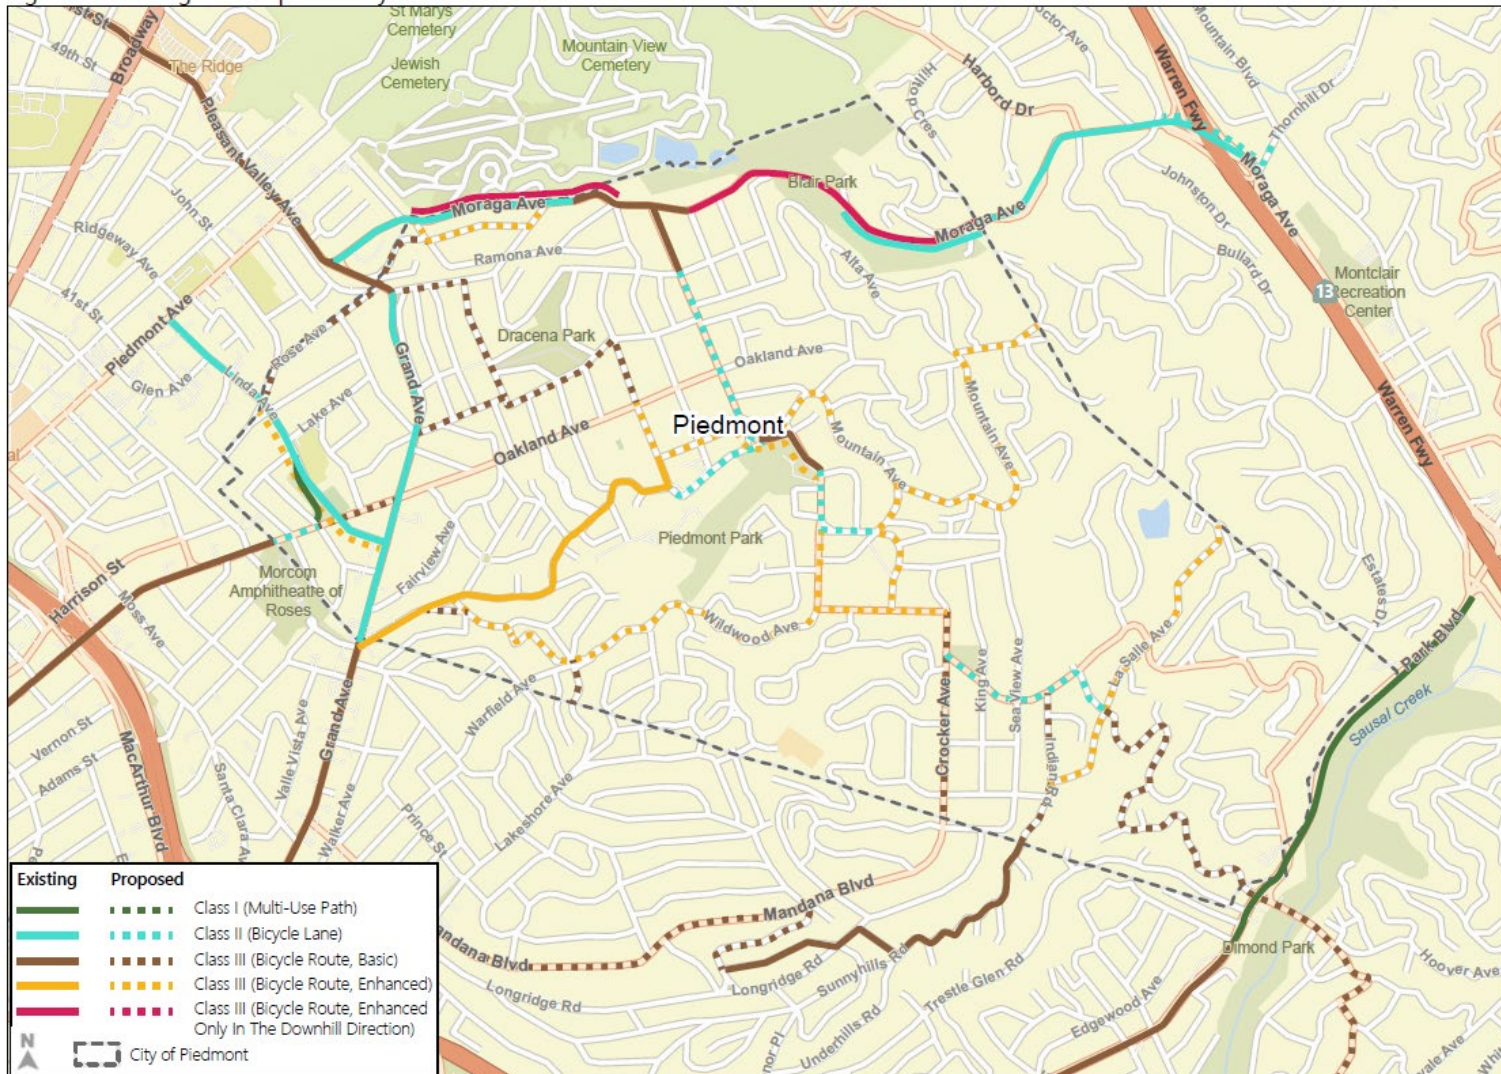 St Marys
Cemetery
49th St
Broadway
The Ridge
Jewish
Cemetery
Mountain View
Cemetery
Harbord Dr
Warren Fwy
Mountain Blvd
Thornhill Dr
Pleasant Valley Ave
John St
Ridgeway Ave
41st St
Piedmont Ave
Glen Ave
Rose Ave
Linda Ave
Lake Ave
Grand Ave
Moraga Ave
Ramona Ave
Dracena Park
Oakland Ave
Oakland Ave
Blair Park
Moraga Ave
Alta Ave
Johnston Dr
Moraga Ave
Bullard Dr
13
Montclair
Recreation
Center
Warren Fwy
Piedmont
Mountain Ave
Mountain Ave
Piedmont Park
Fairview Ave
Harrison St
Moss Ave
Morcom
Amphitheatre of
Roses
Wildwood Ave
Estates Dr
Park Blvd
Sausal Creek
La Salle Ave
King Ave
Sea View Ave
Crocker Ave
Indian Rd
Warfield Ave
Grand Ave
Valle Vista Ave
Vernon St
Adams St
MacArthur Blvd
Walker Ave
Prince St
Lakeshore Ave
Mandana Blvd
Longridge Rd
Longridge Rd
Sunnyhills Rd
Trestle Glen Rd
Underhills Rd
Edgewood Ave
Dimond Park
Hoover Ave
Existing Proposed
Class I (Multi-Use Path)
Class II (Bicycle Lane)
Class III (Bicycle Route, Basic)
Class III (Bicycle Route, Enhanced)
Class III (Bicycle Route, Enhanced
Only In The Downhill Direction)
N
City of Piedmont